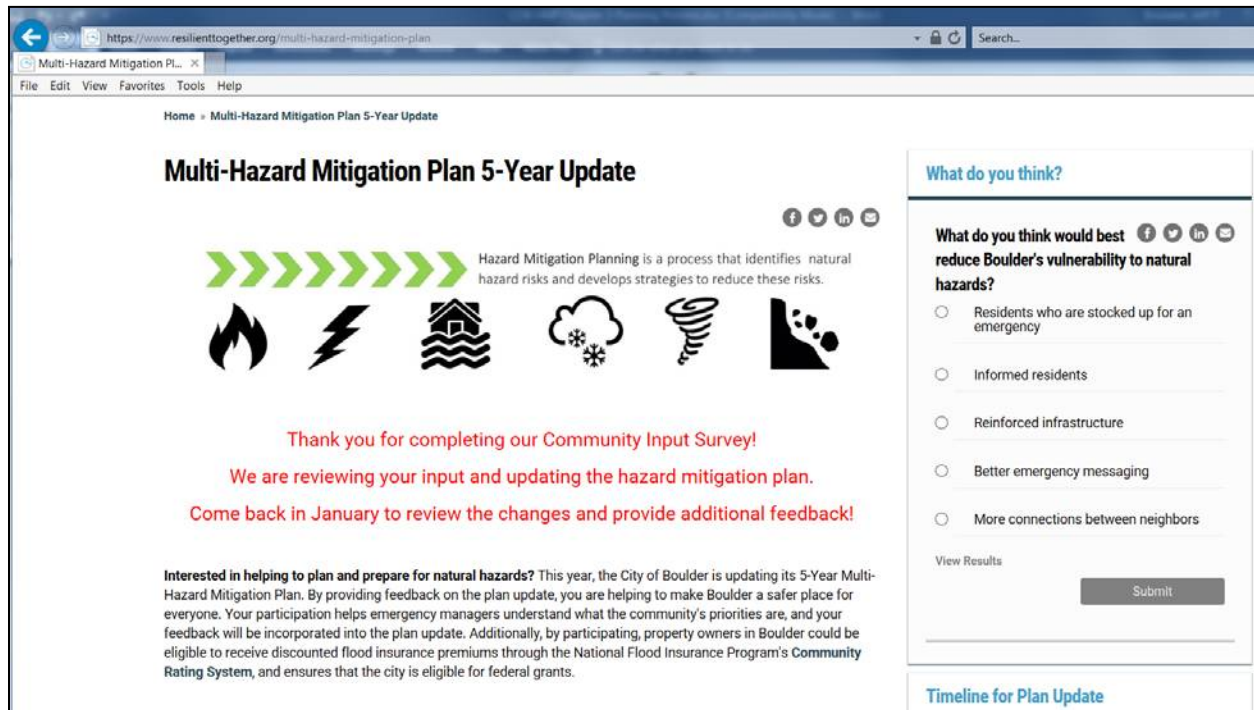 https://www.resilienttogether.org/multi-hazard-mitigation-plan
Search...
Multi-Hazard Mitigation Pl...
File Edit View Favorites Tools Help
Home » Multi-Hazard Mitigation Plan 5-Year Update
Multi-Hazard Mitigation Plan 5-Year Update
Hazard Mitigation Planning is a process that identifies natural
hazard risks and develops strategies to reduce these risks.
Thank you for completing our Community Input Survey!
We are reviewing your input and updating the hazard mitigation plan.
Come back in January to review the changes and provide additional feedback!
Interested in helping to plan and prepare for natural hazards? This year, the City of Boulder is updating its 5-Year Multi-
Hazard Mitigation Plan. By providing feedback on the plan update, you are helping to make Boulder a safer place for
everyone. Your participation helps emergency managers understand what the community's priorities are, and your
feedback will be incorporated into the plan update. Additionally, by participating, property owners in Boulder could be
eligible to receive discounted flood insurance premiums through the National Flood Insurance Program's Community
Rating System, and ensures that the city is eligible for federal grants.
What do you think?
What do you think would best
reduce Boulder's vulnerability to natural
hazards?
Residents who are stocked up for an
emergency
Informed residents
Reinforced infrastructure
Better emergency messaging
More connections between neighbors
View Results
Submit
Timeline for Plan Update